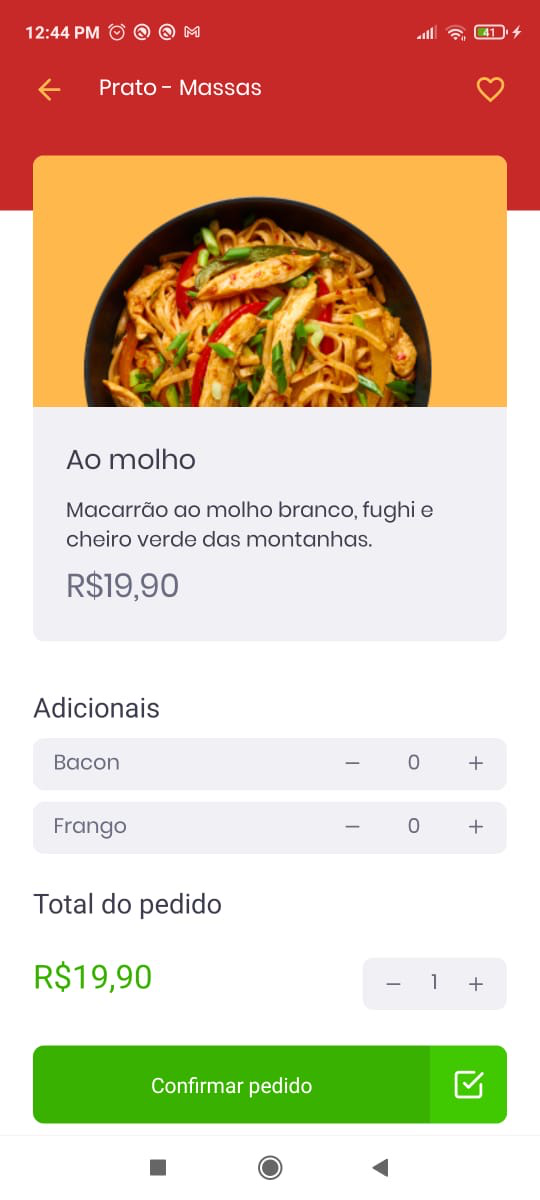 12:44 PM
41
Prato - Massas
Ao molho
Macarrão ao molho branco, fughi e
cheiro verde das montanhas.
R$19,90
Adicionais
Bacon − 0 +
Frango − 0 +
Total do pedido
R$19,90 − 1 +
Confirmar pedido